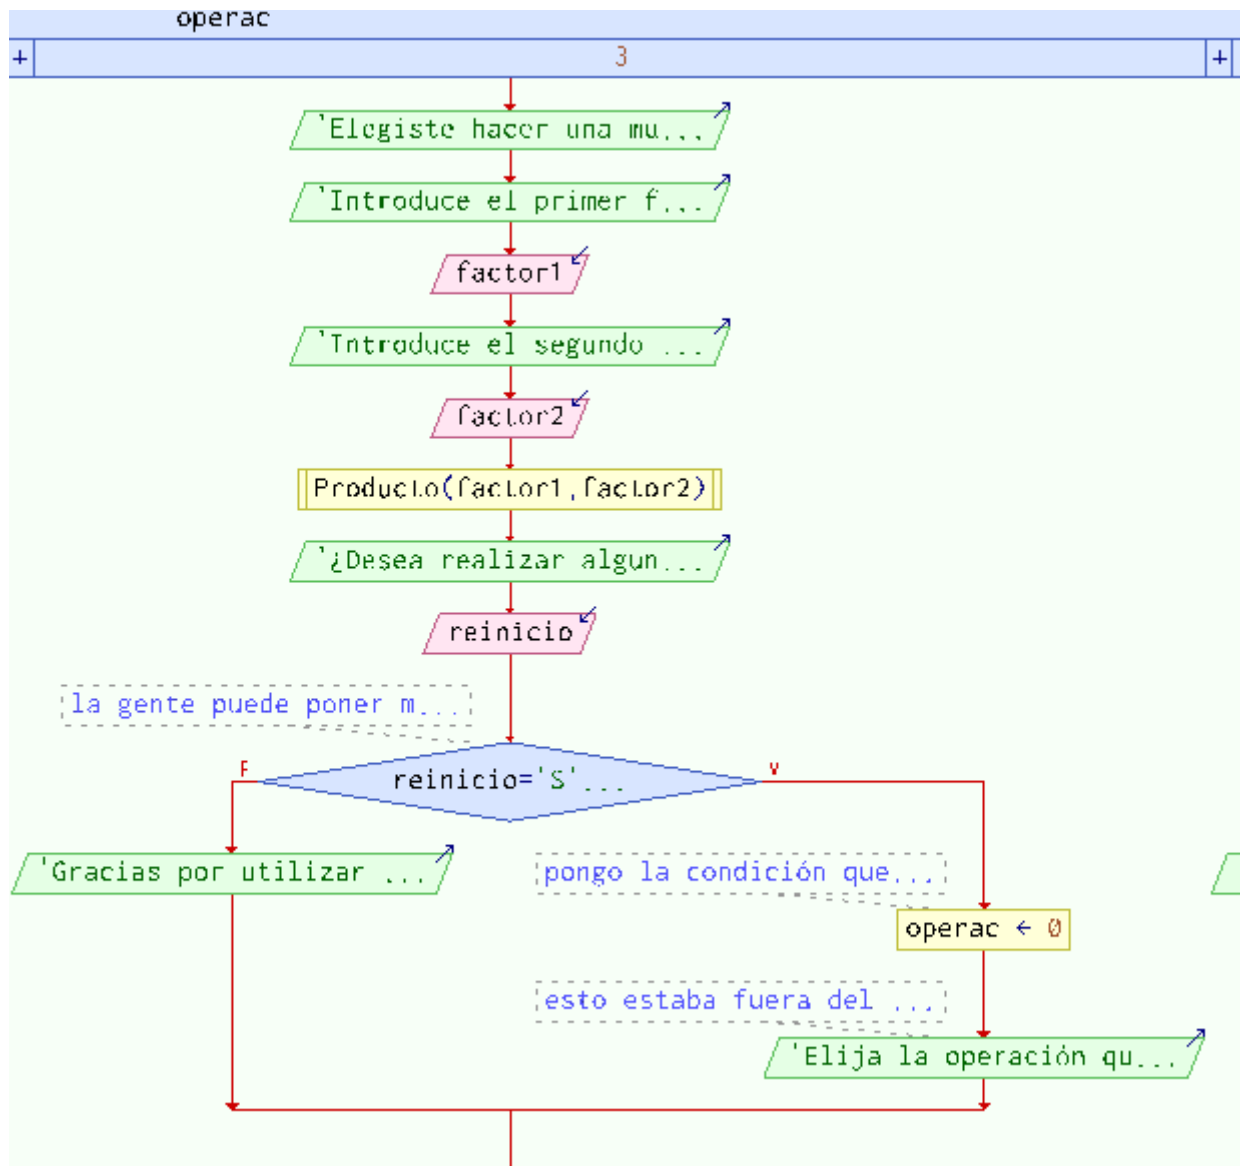 operac
+ 3 +
'Elegiste hacer una mu...
'Introduce el primer f...
factor1
'Introduce el segundo ...
factor2
Producto(factor1,factor2)
'¿Desea realizar algun...
reinicio
la gente puede poner m...
F
V
reinicio='S'...
'Gracias por utilizar ...
pongo la condición que...
operac ← 0
esto estaba fuera del ...
'Elija la operación qu...